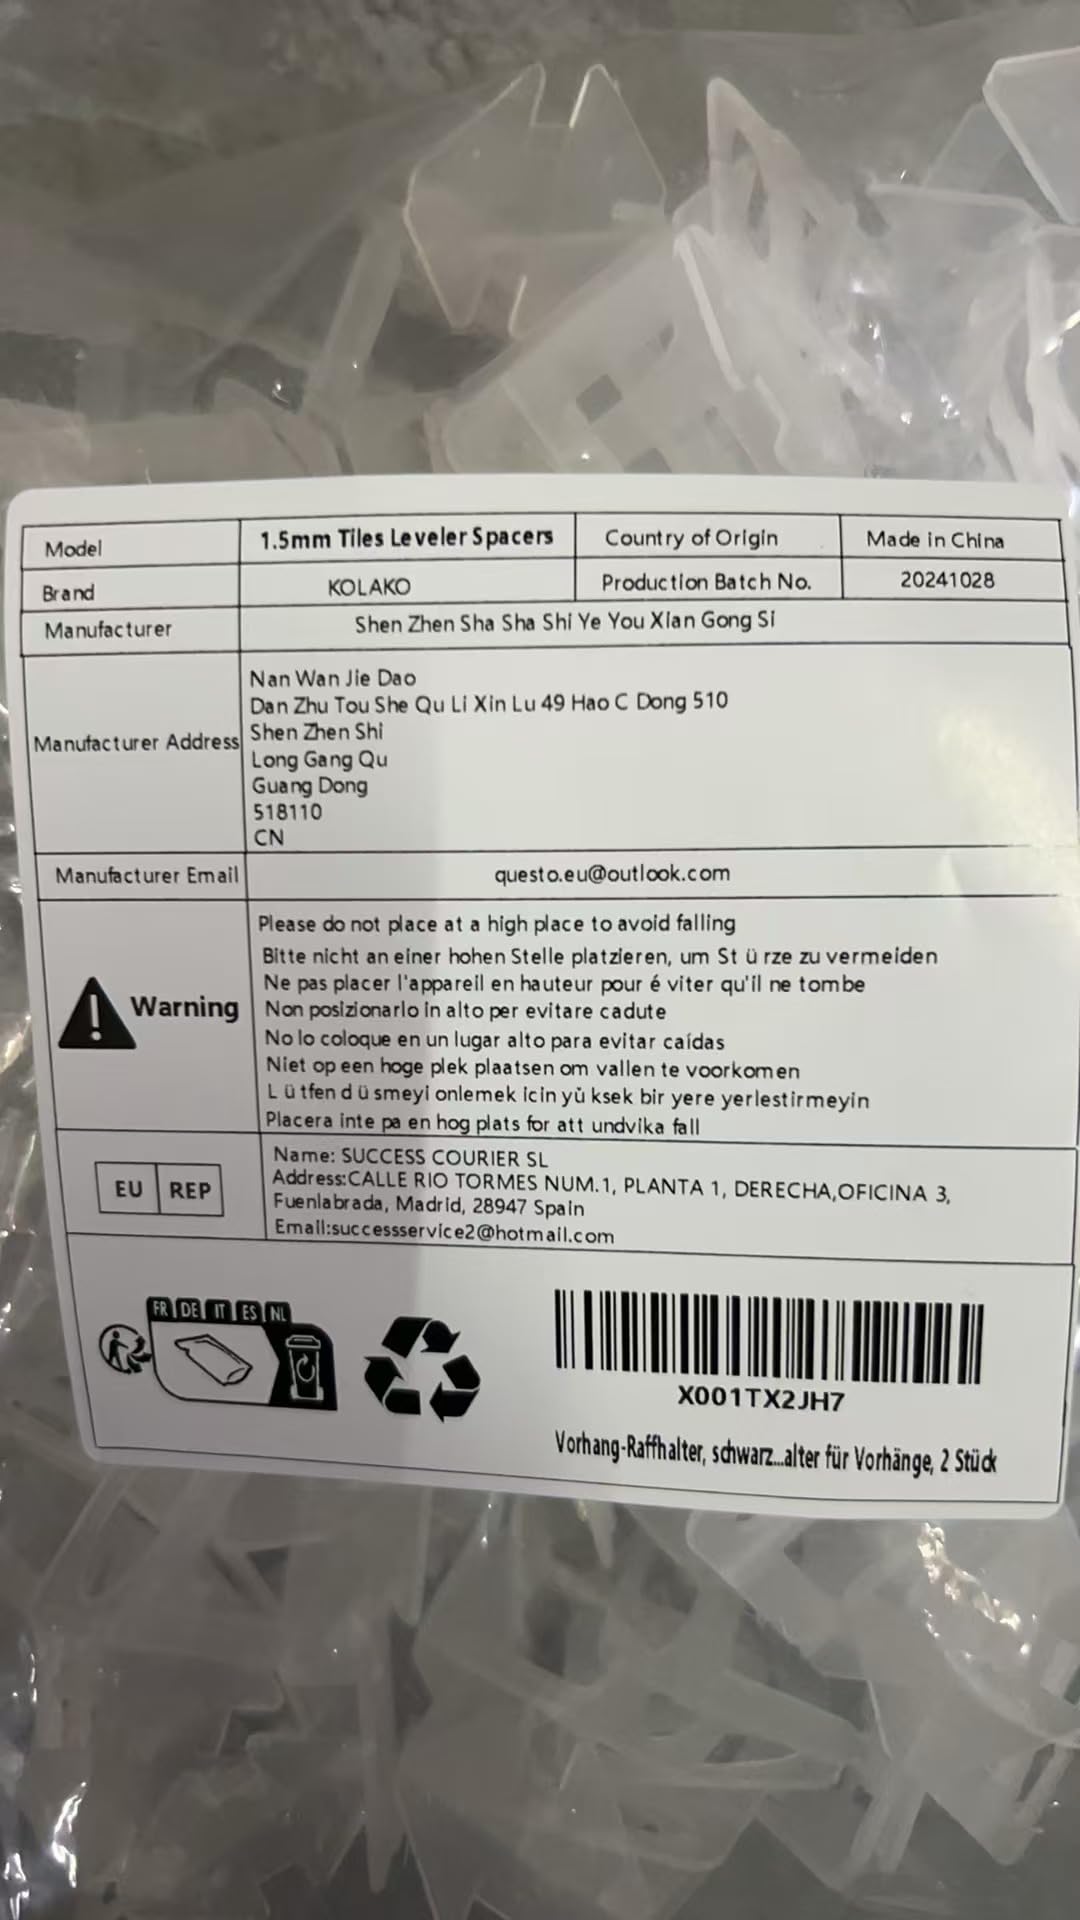 Model 1.5mm Tiles Leveler Spacers Country of Origin Made in China
Brand KOLAKO Production Batch No. 20241028
Manufacturer Shen Zhen Sha Sha Shi Ye You Xian Gong Si
Manufacturer Address
Nan Wan Jie Dao
Dan Zhu Tou She Qu Li Xin Lu 49 Hao C Dong 510
Shen Zhen Shi
Long Gang Qu
Guang Dong
518110
CN
Manufacturer Email questo.eu@outlook.com
Warning
Please do not place at a high place to avoid falling
Bitte nicht an einer hohen Stelle platzieren, um St ü rze zu vermeiden
Ne pas placer l'appareil en hauteur pour é viter qu'il ne tombe
Non posizionarlo in alto per evitare cadute
No lo coloque en un lugar alto para evitar caídas
Niet op een hoge plek plaatsen om vallen te voorkomen
L ü tfen d ü smeyi onlemek icin yǔ ksek bir yere yerlestirmeyin
Placera inte pa en hog plats for att undvika fall
EU REP
Name: SUCCESS COURIER SL
Address:CALLE RIO TORMES NUM.1, PLANTA 1, DERECHA,OFICINA 3,
Fuenlabrada, Madrid, 28947 Spain
Email:successservice2@hotmail.com
FR DE IT ES NL
X001TX2JH7
Vorhang-Raffhalter, schwarz...alter für Vorhänge, 2 Stück